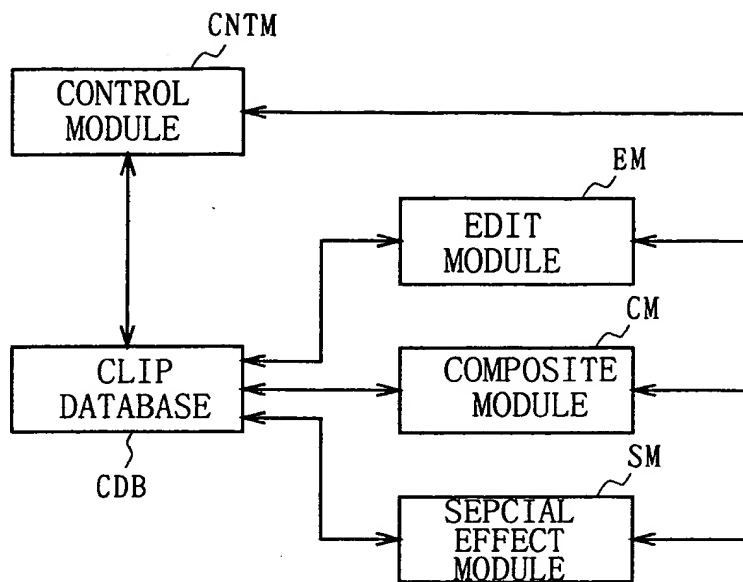 CNTM
CONTROL
MODULE
EM
EDIT
MODULE
CM
CLIP
DATABASE
COMPOSITE
MODULE
CDB
SM
SEPCIAL
EFFECT
MODULE